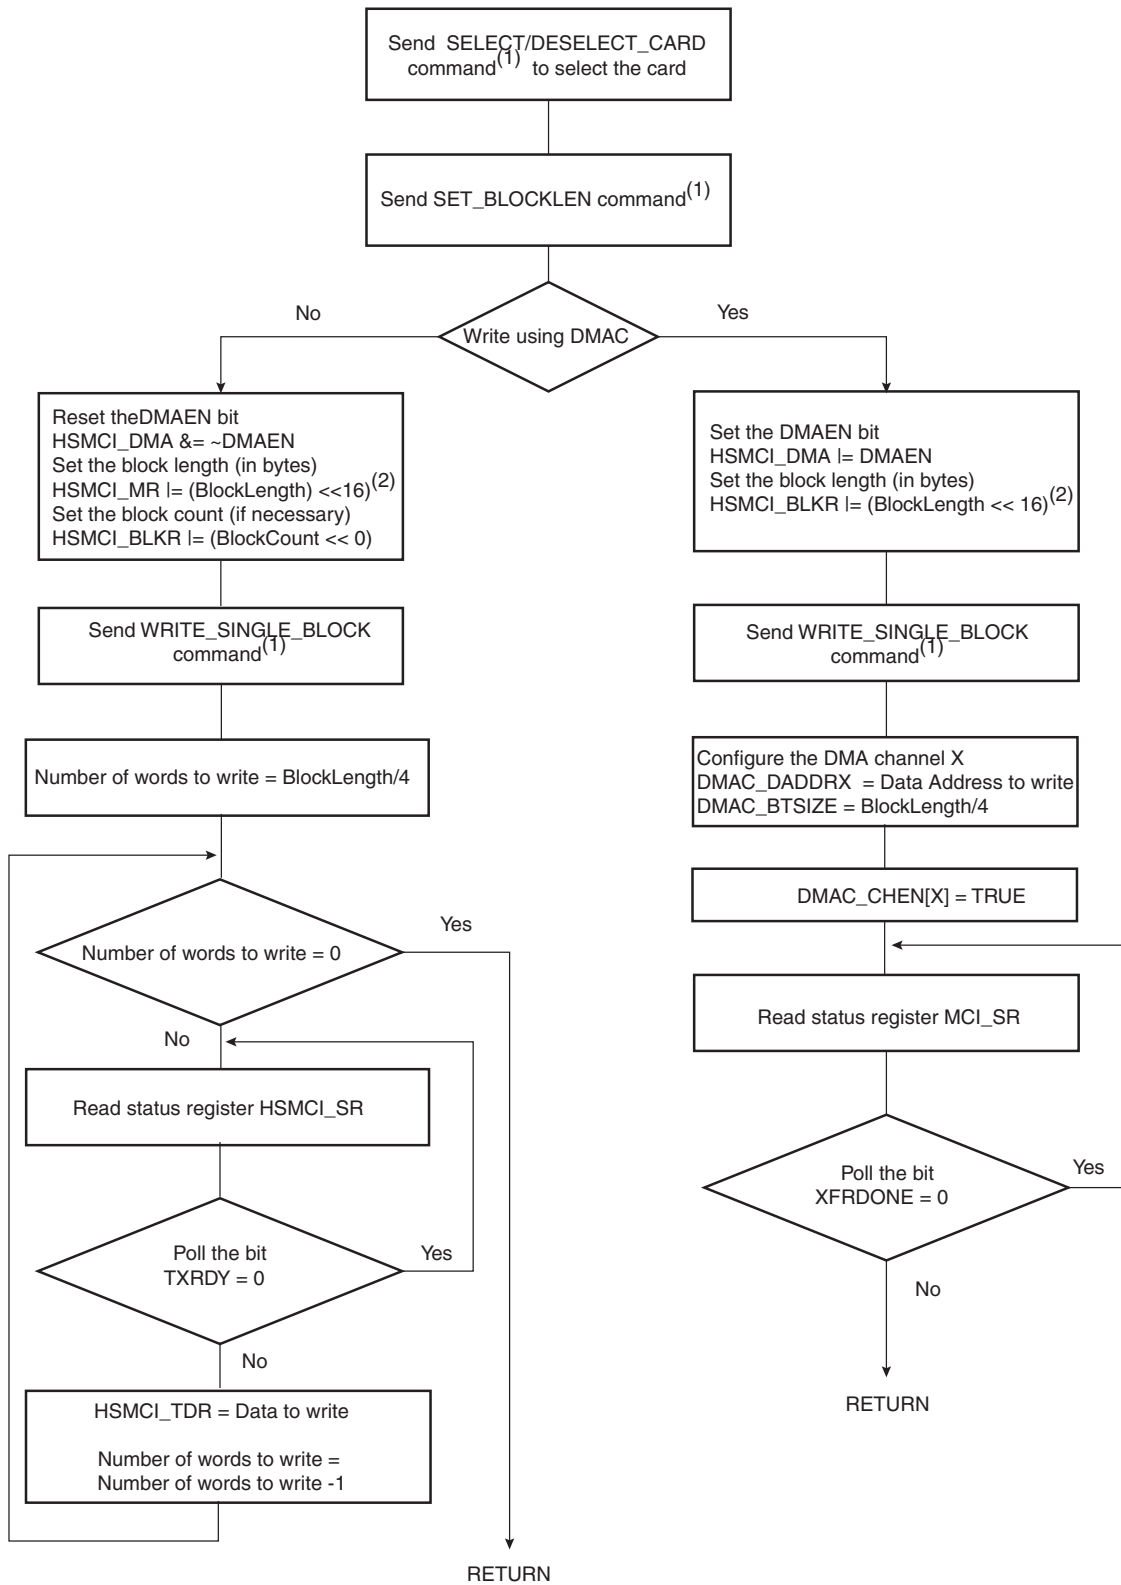 Send SELECT/DESELECT_CARD
command(1) to select the card
Send SET_BLOCKLEN command(1)
No
Yes
Write using DMAC
Reset theDMAEN bit
HSMCI_DMA &= ~DMAEN
Set the block length (in bytes)
HSMCI_MR |= (BlockLength) <<16)(2)
Set the block count (if necessary)
HSMCI_BLKR |= (BlockCount << 0)
Send WRITE_SINGLE_BLOCK
command(1)
Number of words to write = BlockLength/4
Number of words to write = 0
Yes
No
Read status register HSMCI_SR
Poll the bit
TXRDY = 0
Yes
No
HSMCI_TDR = Data to write
Number of words to write =
Number of words to write -1
RETURN
Set the DMAEN bit
HSMCI_DMA |= DMAEN
Set the block length (in bytes)
HSMCI_BLKR |= (BlockLength << 16)(2)
Send WRITE_SINGLE_BLOCK
command(1)
Configure the DMA channel X
DMAC_DADDRX = Data Address to write
DMAC_BTSIZE = BlockLength/4
DMAC_CHEN[X] = TRUE
Read status register MCI_SR
Poll the bit
XFRDONE = 0
Yes
No
RETURN